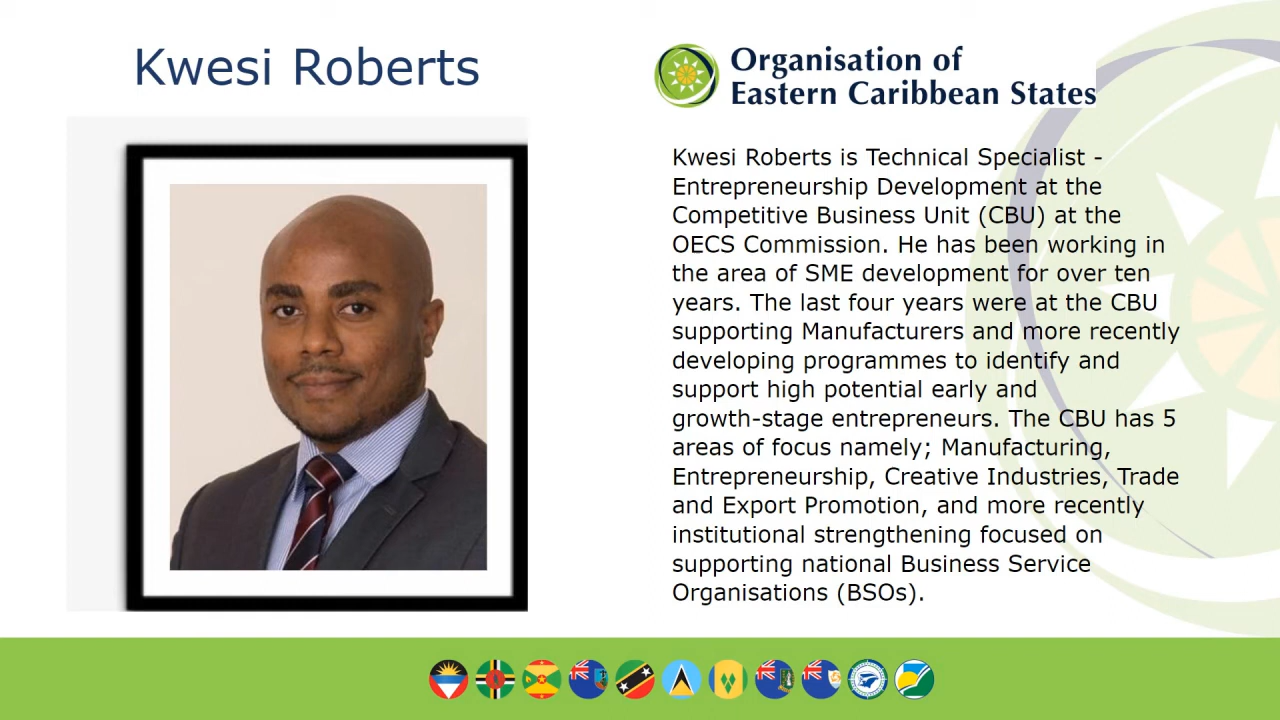 Kwesi Roberts
Organisation of
Eastern Caribbean States
Kwesi Roberts is Technical Specialist -
Entrepreneurship Development at the
Competitive Business Unit (CBU) at the
OECS Commission. He has been working in
the area of SME development for over ten
years. The last four years were at the CBU
supporting Manufacturers and more recently
developing programmes to identify and
support high potential early and
growth-stage entrepreneurs. The CBU has 5
areas of focus namely; Manufacturing,
Entrepreneurship, Creative Industries, Trade
and Export Promotion, and more recently
institutional strengthening focused on
supporting national Business Service
Organisations (BSOs).